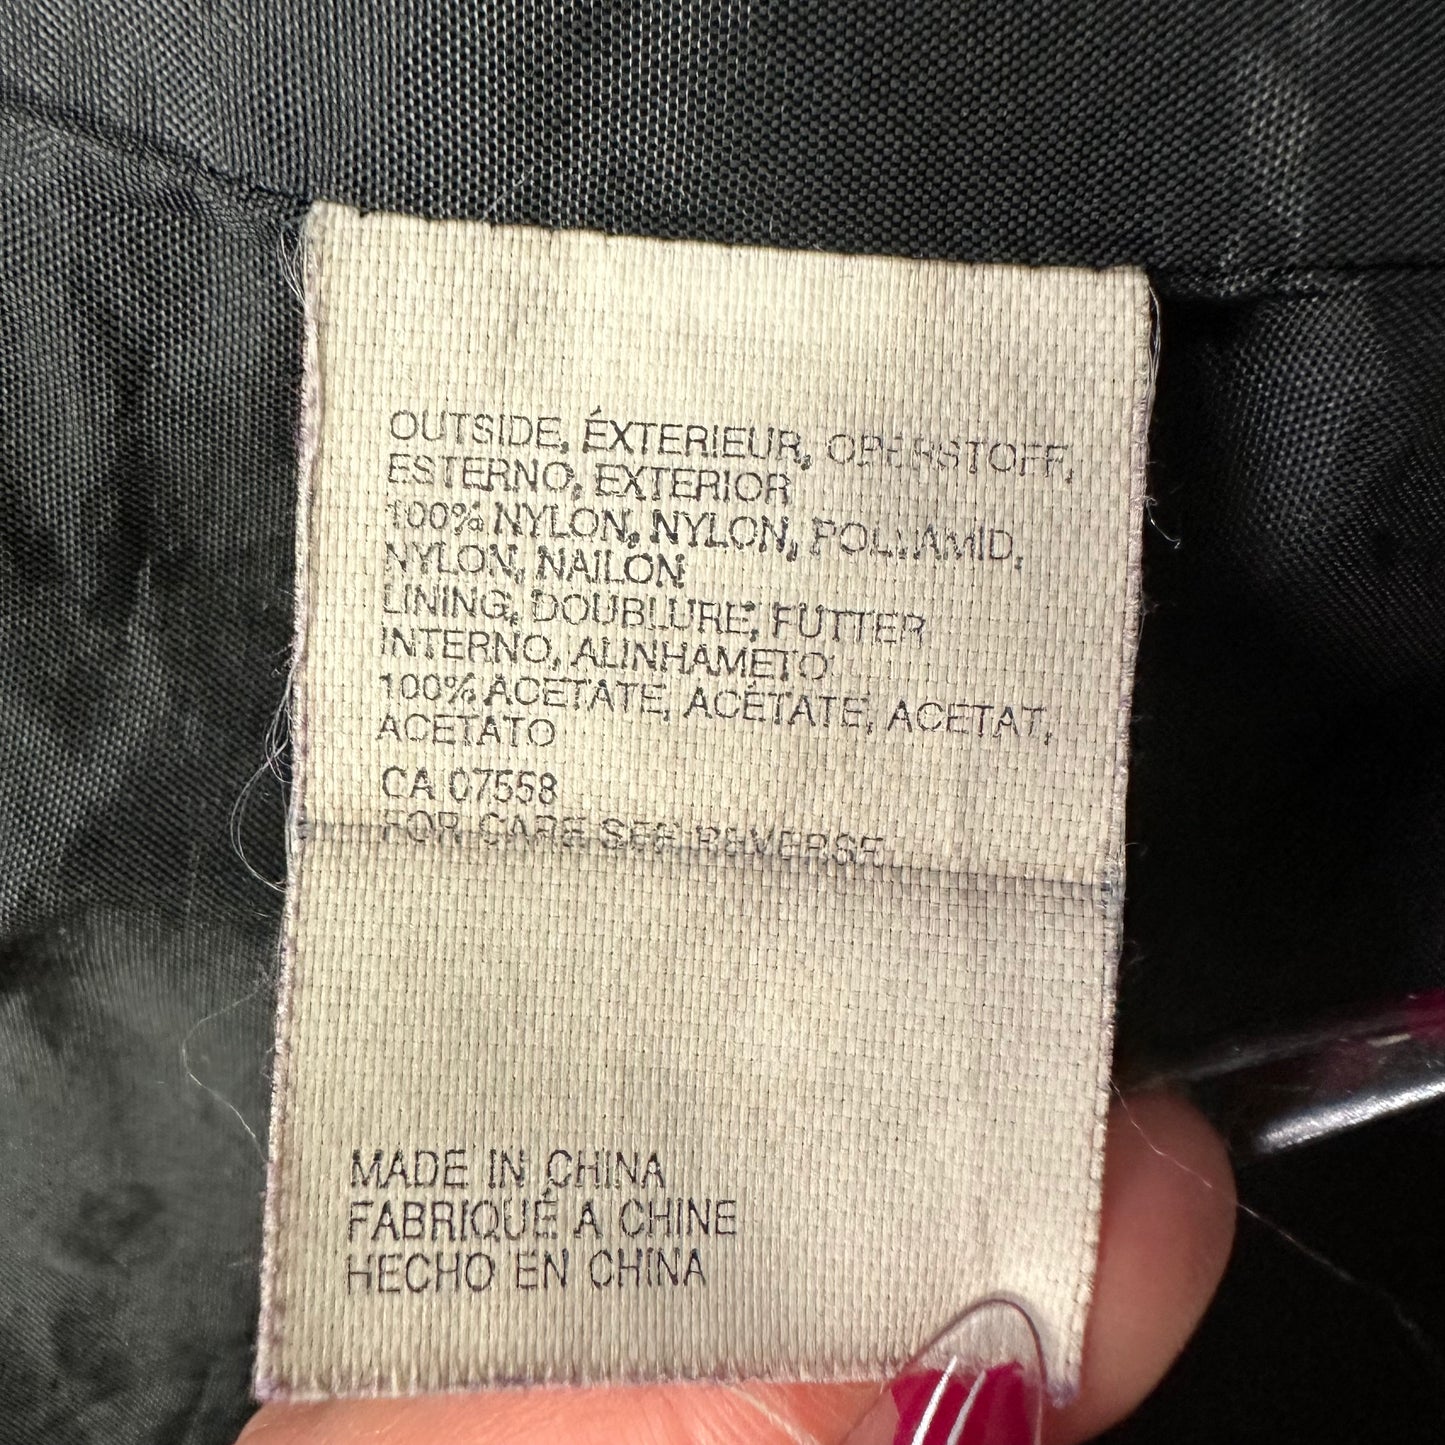 OUTSIDE, ÉXTERIEUR, OBERSTOFF,
ESTERNO, EXTERIOR
100% NYLON, NYLON, POLYAMID,
NYLON, NAILON
LINING, DOUBLURE, FUTTER
INTERNO, ALINHAMETO
100% ACETATE, ACÉTATE, ACETAT,
ACETATO
CA 07558
FOR CARE SEE REVERSE
MADE IN CHINA
FABRIQUÉ A CHINE
HECHO EN CHINA